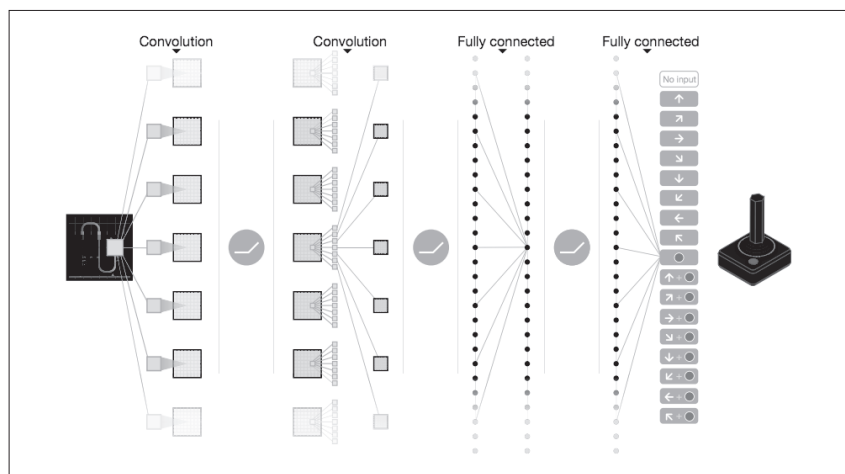 Convolution
Convolution
Fully connected
Fully connected
No input
+
+
+
+
+
+
+
+